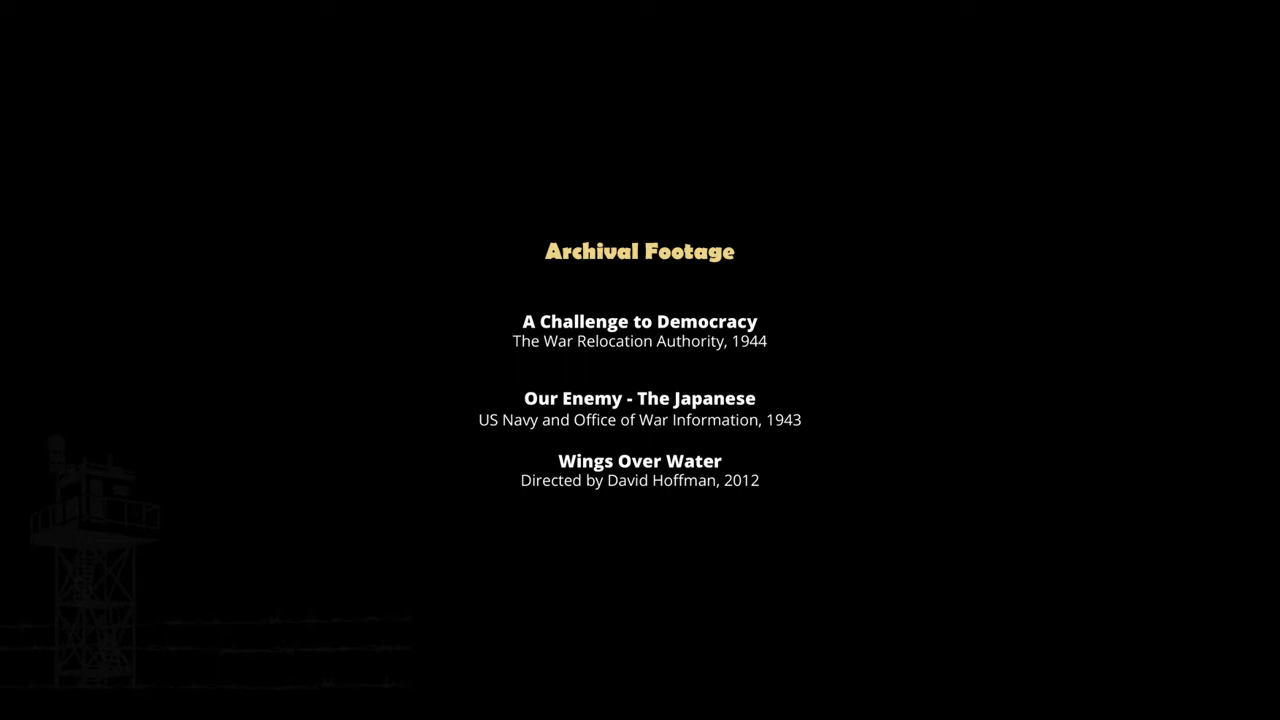 Archival Footage
A Challenge to Democracy
The War Relocation Authority, 1944
Our Enemy - The Japanese
US Navy and Office of War Information, 1943
Wings Over Water
Directed by David Hoffman, 2012